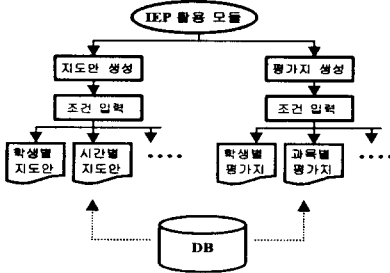 IEP 활용 모듈
지도안 생성
평가지 생성
조건 입력
조건 입력
학생별
지도안
시간별
지도안
....
학생별
평가지
과목별
평가지
....
DB